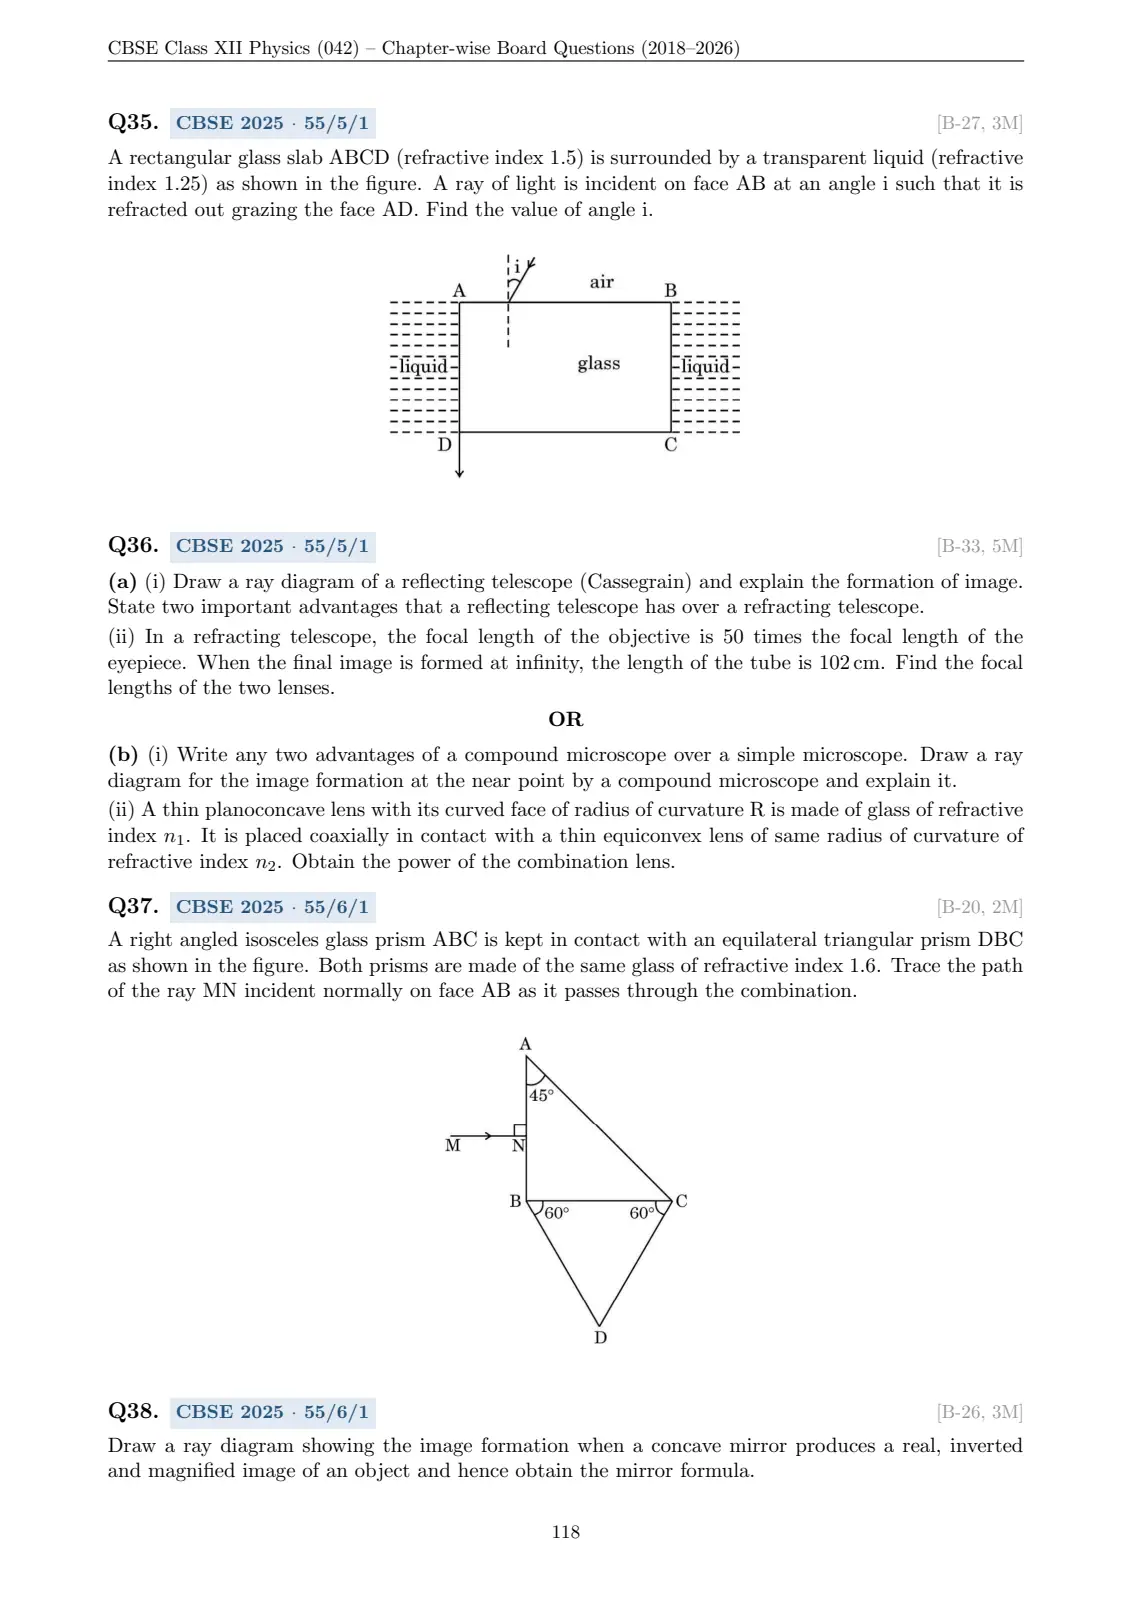 CBSE Class XII Physics (042) – Chapter-wise Board Questions (2018–2026)
Q35. CBSE 2025 · 55/5/1 [B-27, 3M]
A rectangular glass slab ABCD (refractive index 1.5) is surrounded by a transparent liquid (refractive
index 1.25) as shown in the figure. A ray of light is incident on face AB at an angle i such that it is
refracted out grazing the face AD. Find the value of angle i.
i
air
A B
liquid glass liquid
D C
Q36. CBSE 2025 · 55/5/1 [B-33, 5M]
(a) (i) Draw a ray diagram of a reflecting telescope (Cassegrain) and explain the formation of image.
State two important advantages that a reflecting telescope has over a refracting telescope.
(ii) In a refracting telescope, the focal length of the objective is 50 times the focal length of the
eyepiece. When the final image is formed at infinity, the length of the tube is 102 cm. Find the focal
lengths of the two lenses.
OR
(b) (i) Write any two advantages of a compound microscope over a simple microscope. Draw a ray
diagram for the image formation at the near point by a compound microscope and explain it.
(ii) A thin planoconcave lens with its curved face of radius of curvature R is made of glass of refractive
index n₁. It is placed coaxially in contact with a thin equiconvex lens of same radius of curvature of
refractive index n₂. Obtain the power of the combination lens.
Q37. CBSE 2025 · 55/6/1 [B-20, 2M]
A right angled isosceles glass prism ABC is kept in contact with an equilateral triangular prism DBC
as shown in the figure. Both prisms are made of the same glass of refractive index 1.6. Trace the path
of the ray MN incident normally on face AB as it passes through the combination.
A
45°
M N
B C
60° 60°
D
Q38. CBSE 2025 · 55/6/1 [B-26, 3M]
Draw a ray diagram showing the image formation when a concave mirror produces a real, inverted
and magnified image of an object and hence obtain the mirror formula.
118